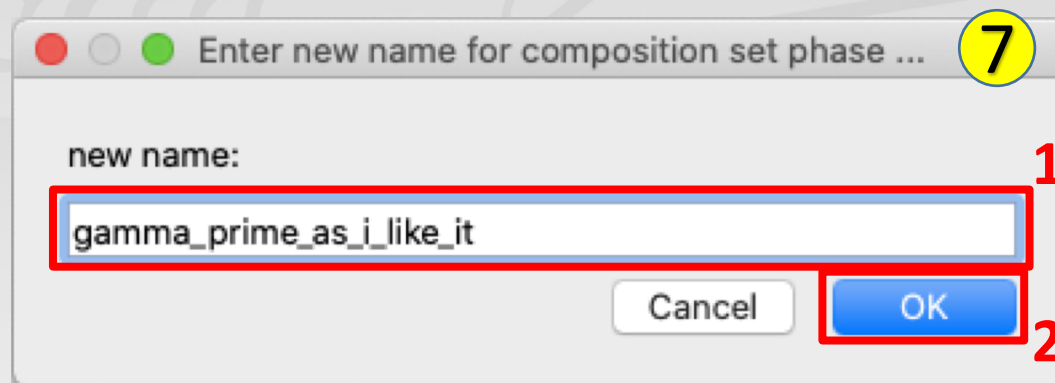 Enter new name for composition set phase ... 7
new name: 1
gamma_prime_as_i_like_it
Cancel OK
2